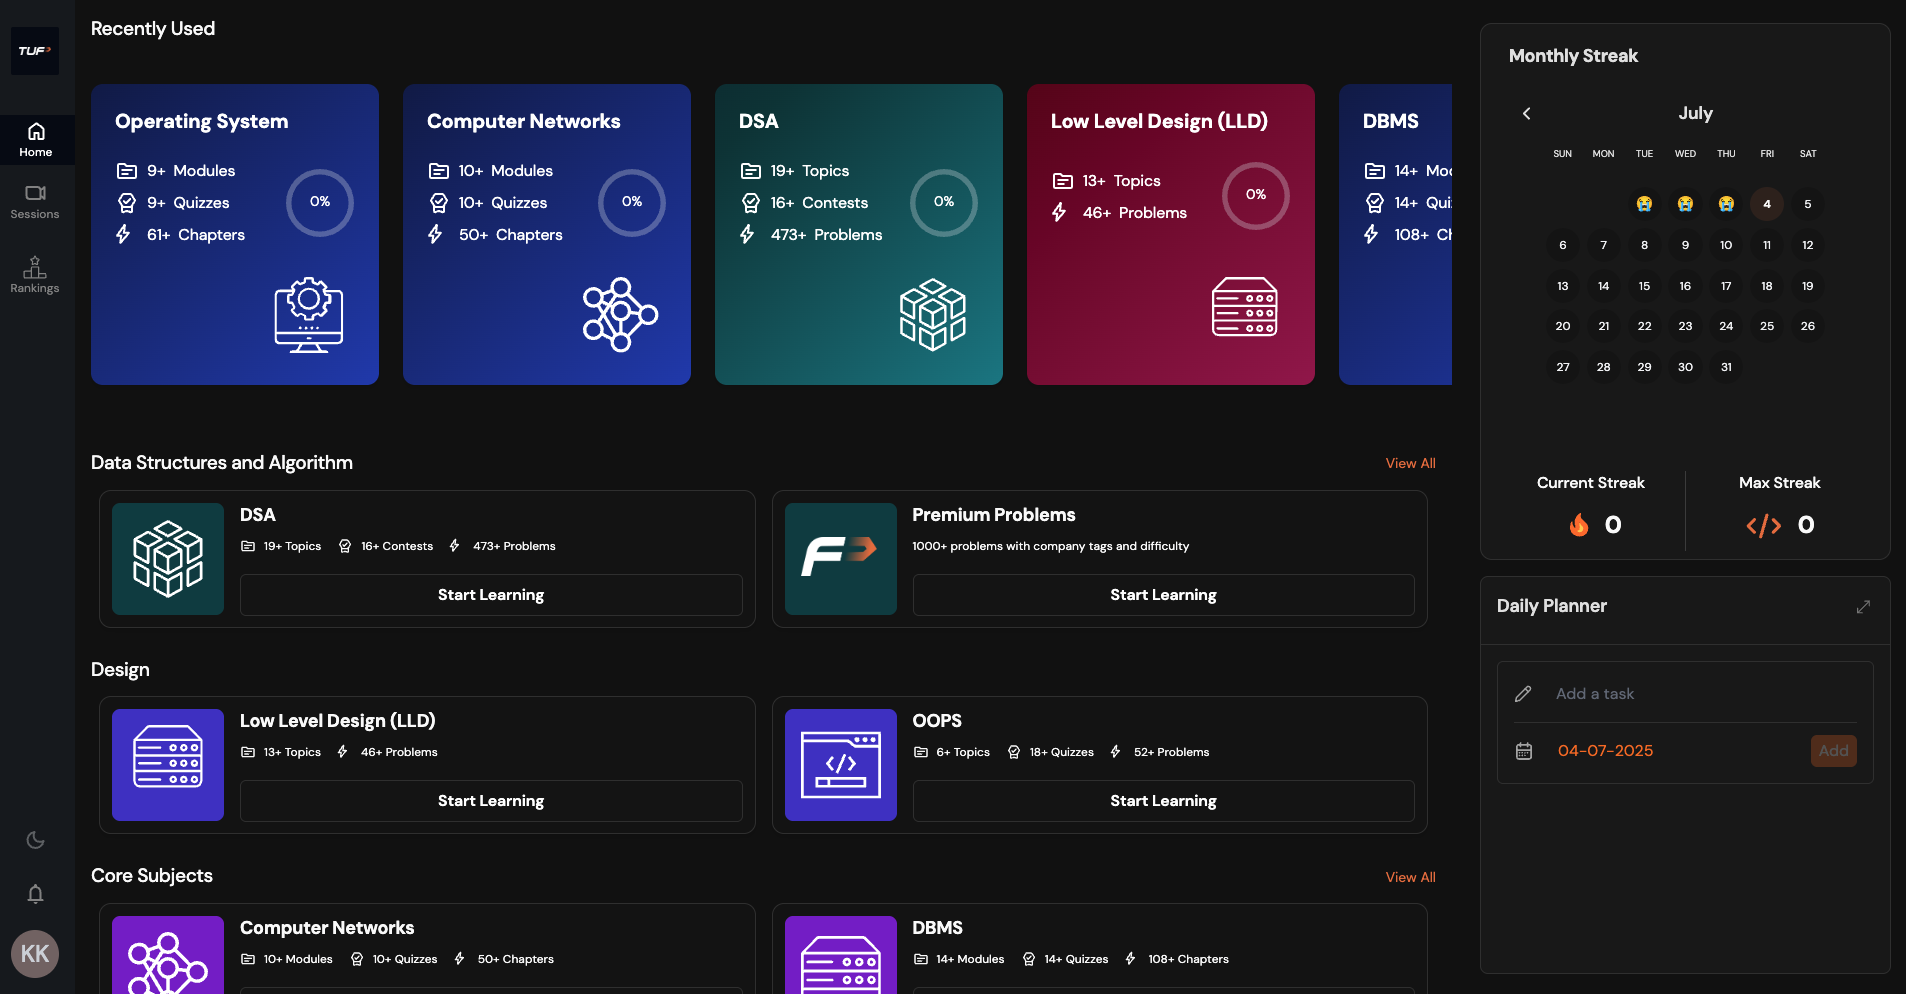 TUF
Home
Sessions
Rankings
KK
Recently Used
Operating System
9+ Modules
9+ Quizzes
61+ Chapters
0%
Computer Networks
10+ Modules
10+ Quizzes
50+ Chapters
0%
DSA
19+ Topics
16+ Contests
473+ Problems
0%
Low Level Design (LLD)
13+ Topics
46+ Problems
0%
DBMS
14+
14+
108+
Data Structures and Algorithm
View All
DSA
19+ Topics 16+ Contests 473+ Problems
Start Learning
Premium Problems
1000+ problems with company tags and difficulty
Start Learning
Design
Low Level Design (LLD)
13+ Topics 46+ Problems
Start Learning
OOPS
6+ Topics 18+ Quizzes 52+ Problems
</>
Start Learning
Core Subjects
View All
Computer Networks
10+ Modules 10+ Quizzes 50+ Chapters
DBMS
14+ Modules 14+ Quizzes 108+ Chapters
Monthly Streak
July
SUN MON TUE WED THU FRI SAT
4 5
6 7 8 9 10 11 12
13 14 15 16 17 18 19
20 21 22 23 24 25 26
27 28 29 30 31
Current Streak
0
Max Streak
</> 0
Daily Planner
Add a task
04-07-2025
Add